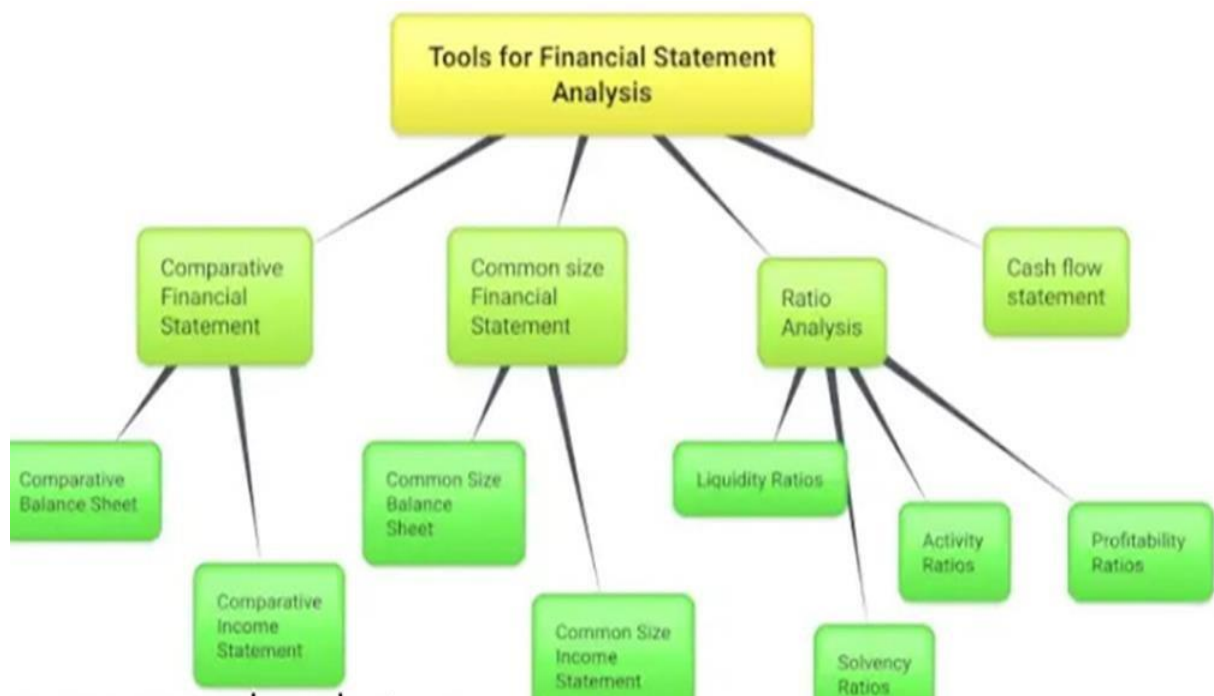 Tools for Financial Statement
Analysis
Comparative
Financial
Statement
Common size
Financial
Statement
Ratio
Analysis
Cash flow
statement
Comparative
Balance Sheet
Common Size
Balance
Sheet
Liquidity Ratios
Activity
Ratios
Profitability
Ratios
Comparative
Income
Statement
Common Size
Income
Statement
Solvency
Ratios